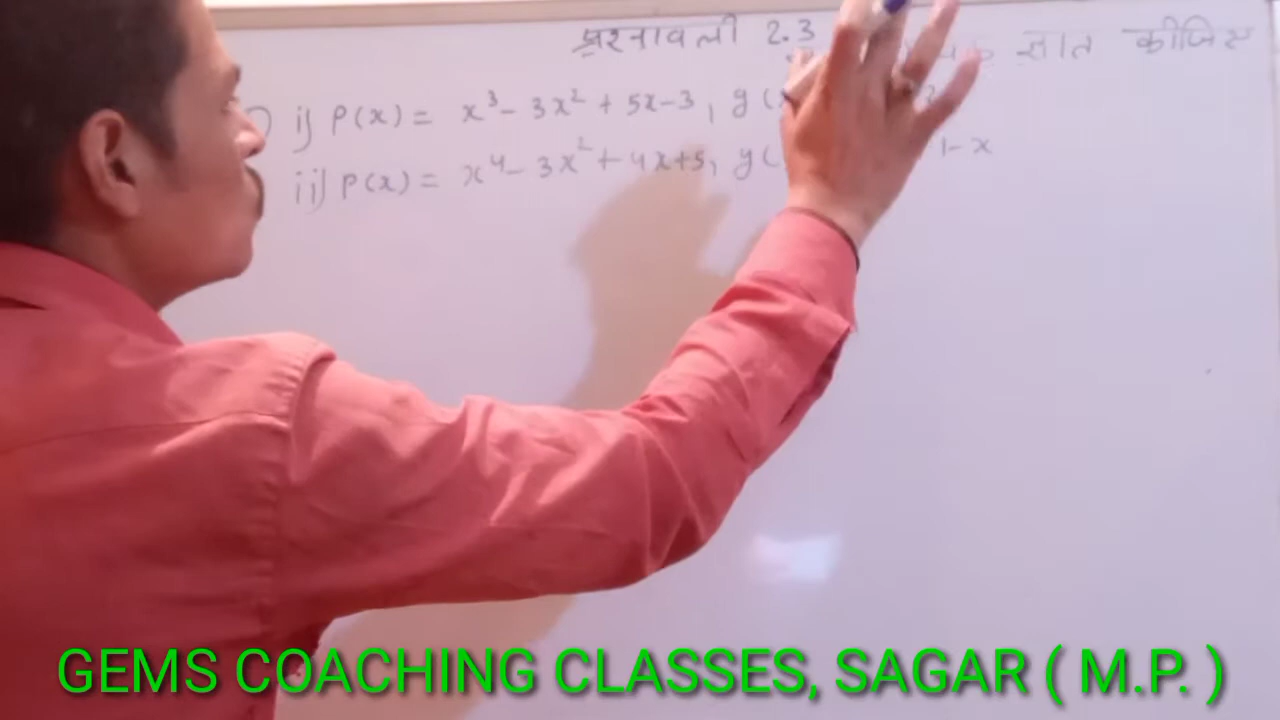 प्रश्नावली 2.3
ज्ञात कीजिए
i) P(x) = x³ - 3x² + 5x - 3, g(x
ii) P(x) = x⁴ - 3x² + 4x + 5, g( 1 - x
GEMS COACHING CLASSES, SAGAR ( M.P. )